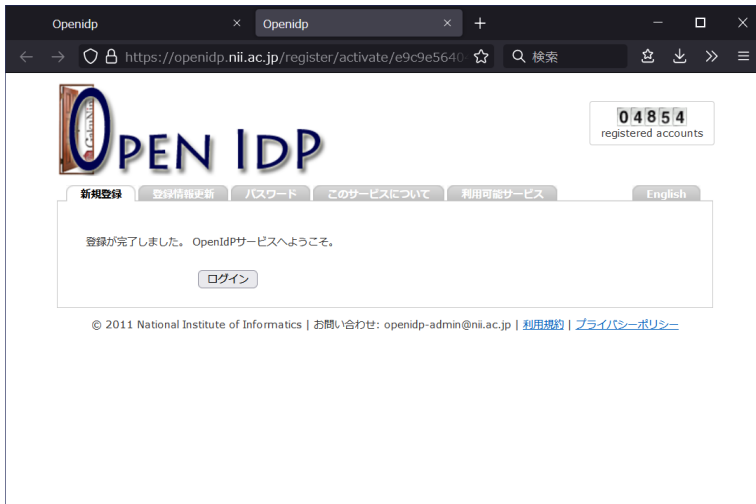 Openidp
Openidp
https://openidp.nii.ac.jp/register/activate/e9c9e5640-
検索
OPEN IDP
04854
registered accounts
新規登録
登録情報更新
パスワード
このサービスについて
利用可能サービス
English
登録が完了しました。 OpenIdPサービスへようこそ。
ログイン
© 2011 National Institute of Informatics | お問い合わせ: openidp-admin@nii.ac.jp | 利用規約 | プライバシーポリシー